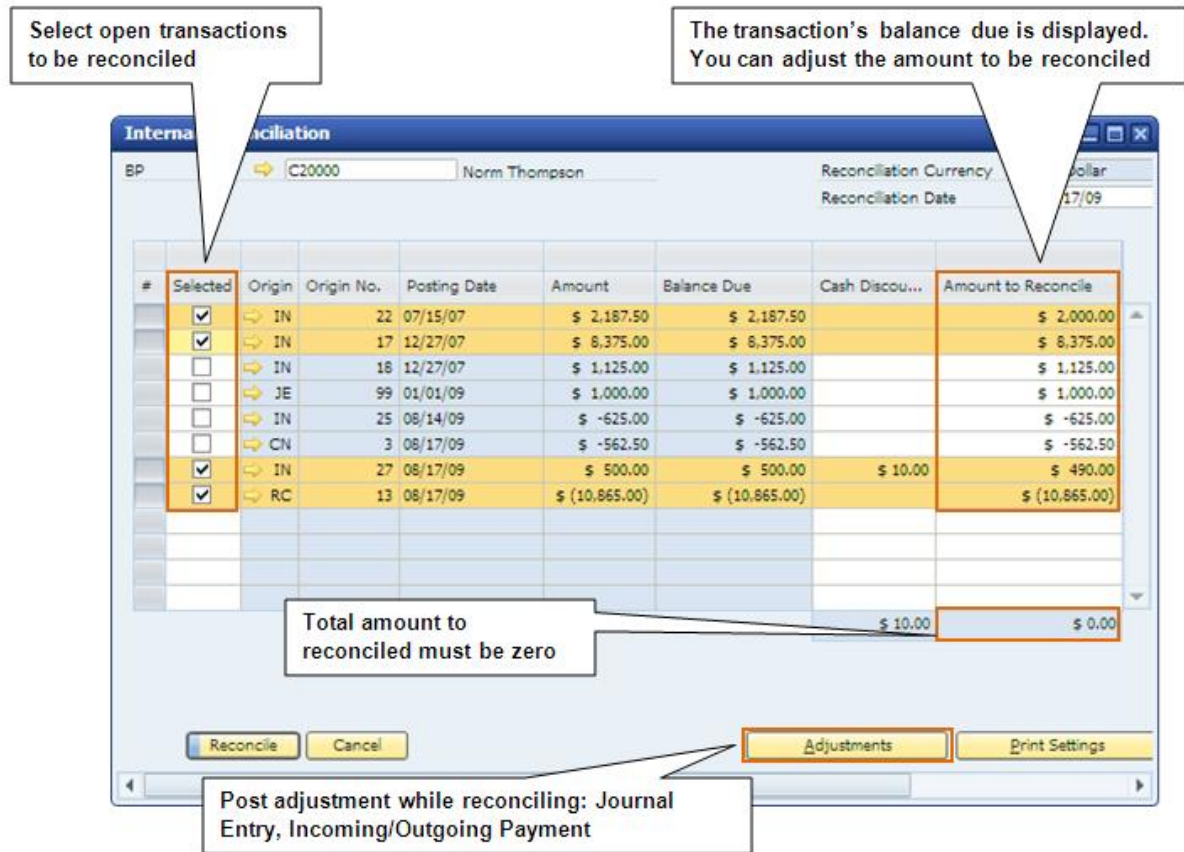 Select open transactions
to be reconciled
The transaction's balance due is displayed.
You can adjust the amount to be reconciled
BP C20000 Norm Thompson Reconciliation Currency
Reconciliation Date 17/09
# Selected Origin Origin No. Posting Date Amount Balance Due Cash Discou... Amount to Reconcile
IN 22 07/15/07 $ 2,187.50 $ 2,187.50 $ 2,000.00
IN 17 12/27/07 $ 8,375.00 $ 8,375.00 $ 8,375.00
IN 18 12/27/07 $ 1,125.00 $ 1,125.00 $ 1,125.00
JE 99 01/01/09 $ 1,000.00 $ 1,000.00 $ 1,000.00
IN 25 08/14/09 $ -625.00 $ -625.00 $ -625.00
CN 3 08/17/09 $ -562.50 $ -562.50 $ -562.50
IN 27 08/17/09 $ 500.00 $ 500.00 $ 10.00 $ 490.00
RC 13 08/17/09 $ (10,865.00) $ (10,865.00) $ (10,865.00)
$ 10.00 $ 0.00
Total amount to
reconciled must be zero
Reconcile Cancel Adjustments Print Settings
Post adjustment while reconciling: Journal
Entry, Incoming/Outgoing Payment